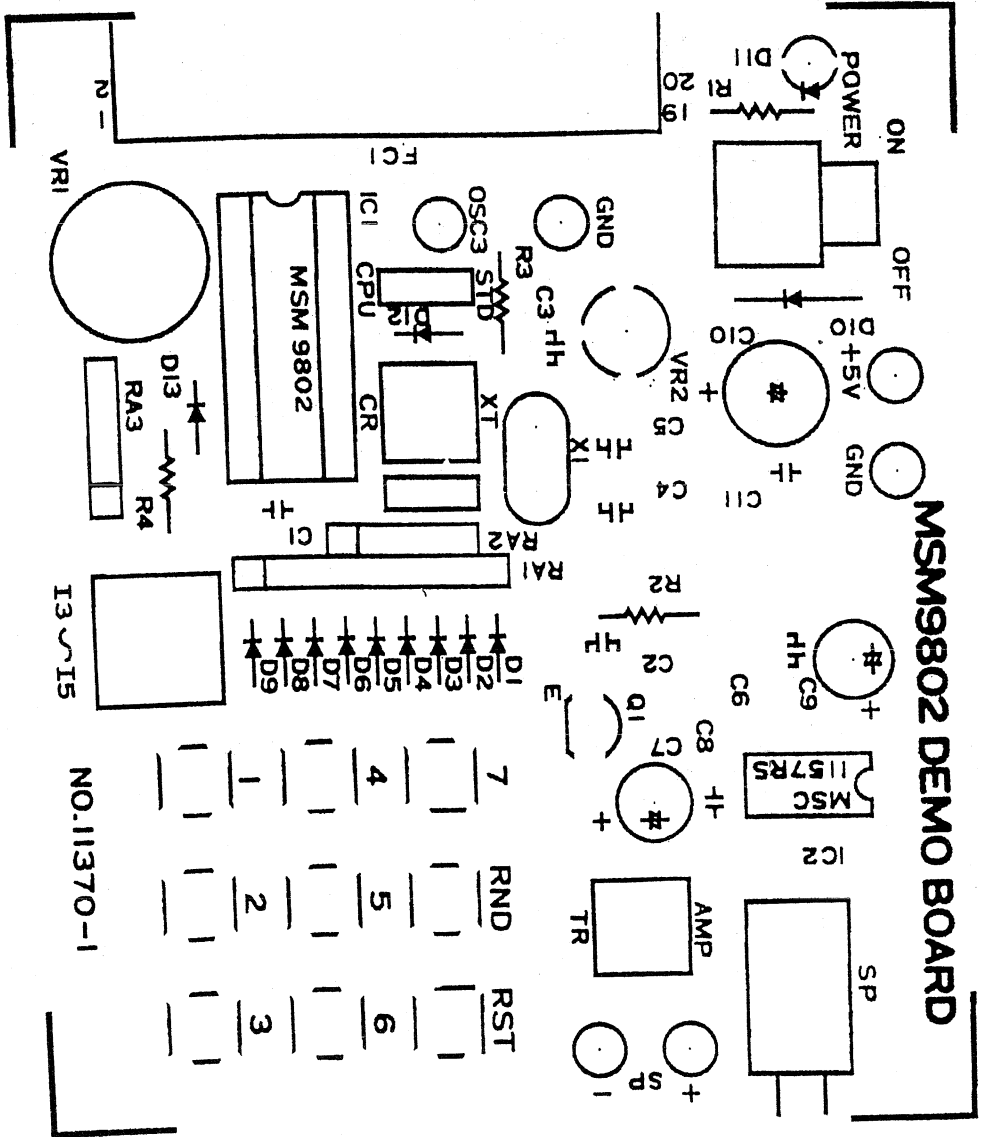 MSM9802 DEMO BOARD
NO.11370-1
POWER
ON
OFF
D11
R1
20
19
2
1
FC1
VR1
IC1
MSM 9802
OSC3
GND
CPU
STD
D12
R3
C3
VR2
C10
D10
+5V
+
GND
C11
C5
C4
X1
XT
CR
D13
RA3
R4
C1
RA2
RA1
I3~I5
D9
D8
D7
D6
D5
D4
D3
D2
D1
R2
C2
E
Q1
C7
C8
C6
C9
+
+
MSC
1157RS
IC2
1
4
7
2
5
RND
3
6
RST
TR
AMP
SP
-
SP
+